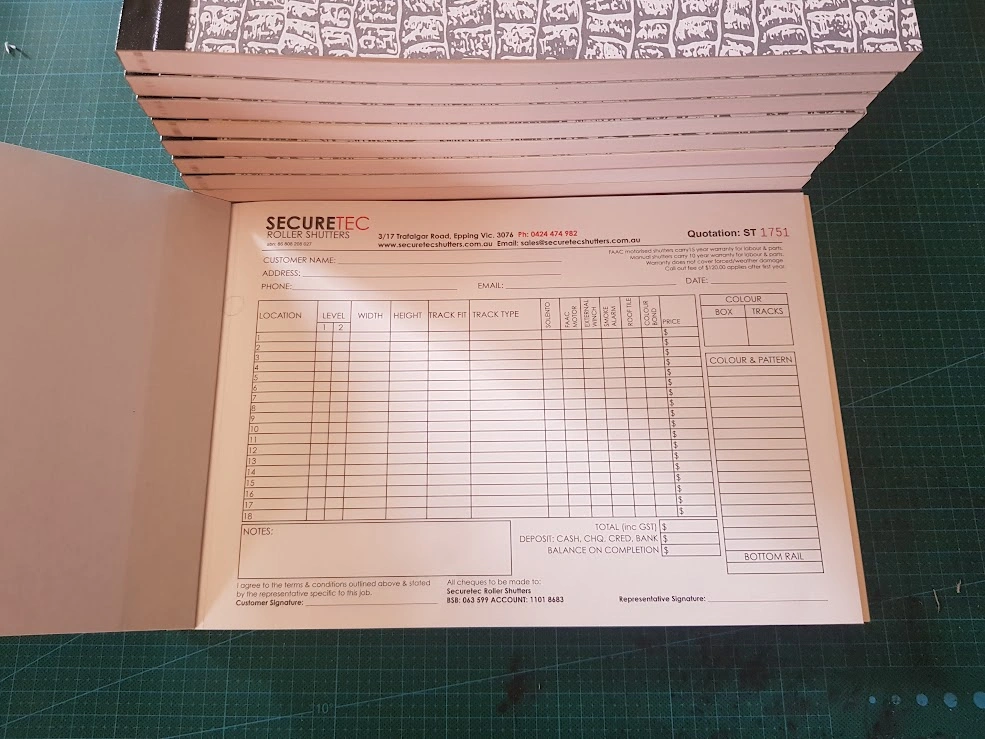 SECURETEC
ROLLER SHUTTERS
3/17 Trafalgar Road, Epping Vic. 3076 Ph: 0424 474 982
www.securetecshutters.com.au Email: sales@securetecshutters.com.au
Quotation: ST 1751
FAAC motorised shutters carry 15 year warranty for labour & parts.
Manual shutters carry 10 year warranty for labour & parts.
Warranty does not cover forced/weather damage.
Call out fee of $120.00 applies after first year.
CUSTOMER NAME:
ADDRESS:
PHONE: EMAIL: DATE:
LOCATION LEVEL WIDTH HEIGHT TRACK FIT TRACK TYPE SOLENTO FAAC MOTOR EXTERNAL WINCH SMOKE ALARM ROOF TILE COLOUR BOND PRICE
1 2
1 $
2 $
3 $
4 $
5 $
6 $
7 $
8 $
9 $
10 $
11 $
12 $
13 $
14 $
15 $
16 $
17 $
18 $
COLOUR
BOX TRACKS
COLOUR & PATTERN
BOTTOM RAIL
NOTES:
TOTAL (inc GST) $
DEPOSIT: CASH, CHQ, CRED, BANK $
BALANCE ON COMPLETION $
I agree to the terms & conditions outlined above & stated
by the representative specific to this job.
Customer Signature:
All cheques to be made to:
Securetec Roller Shutters
BSB: 063 599 ACCOUNT: 1101 8683
Representative Signature:
10